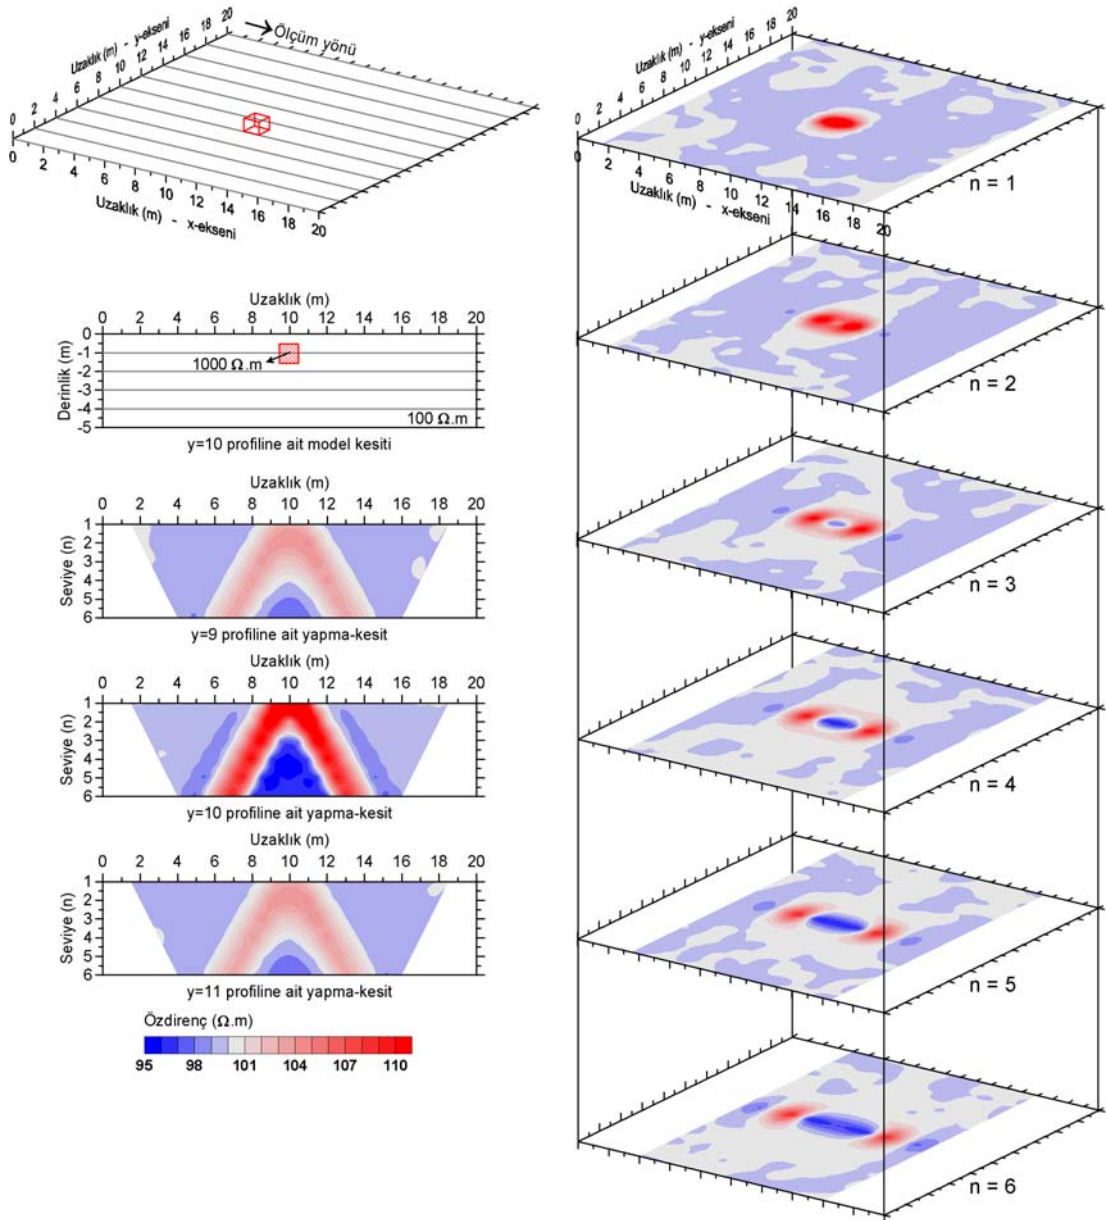 Uzaklık (m) - y-ekseni
0 2 4 6 8 10 12 14 16 18 20
Ölçüm yönü
0 2 4 6 8 10 12 14 16 18 20
Uzaklık (m) - x-ekseni
Uzaklık (m)
0 2 4 6 8 10 12 14 16 18 20
Derinlik (m)
0
-1
-2
-3
-4
-5
1000 Ω.m
100 Ω.m
y=10 profiline ait model kesiti
Uzaklık (m)
0 2 4 6 8 10 12 14 16 18 20
Seviye (n)
1
2
3
4
5
6
y=9 profiline ait yapma-kesit
Uzaklık (m)
0 2 4 6 8 10 12 14 16 18 20
Seviye (n)
1
2
3
4
5
6
y=10 profiline ait yapma-kesit
Uzaklık (m)
0 2 4 6 8 10 12 14 16 18 20
Seviye (n)
1
2
3
4
5
6
y=11 profiline ait yapma-kesit
Özdirenç (Ω.m)
95 98 101 104 107 110
Uzaklık (m) - y-ekseni
0 2 4 6 8 10 12 14 16 18 20
0 2 4 6 8 10 12 14 16 18 20
Uzaklık (m) - x-ekseni
n = 1
n = 2
n = 3
n = 4
n = 5
n = 6